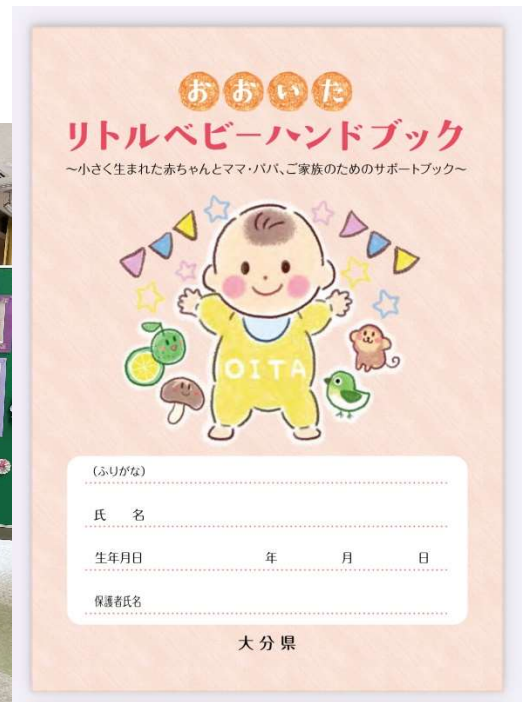 おおいた
リトルベビーハンドブック
～小さく生まれた赤ちゃんとママ・パパ、ご家族のためのサポートブック～
OITA
(ふりがな)
氏　名
生年月日　年　月　日
保護者氏名
大分県